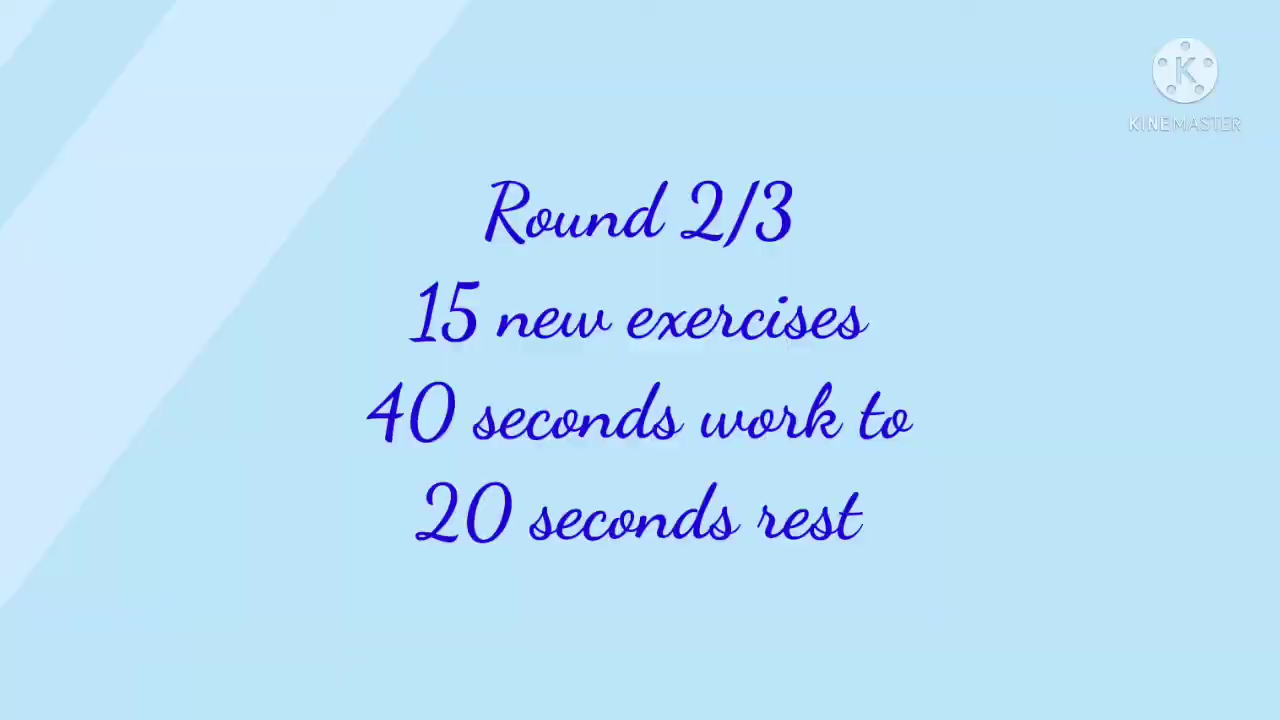 K
KINEMASTER
Round 2/3
15 new exercises
40 seconds work to
20 seconds rest